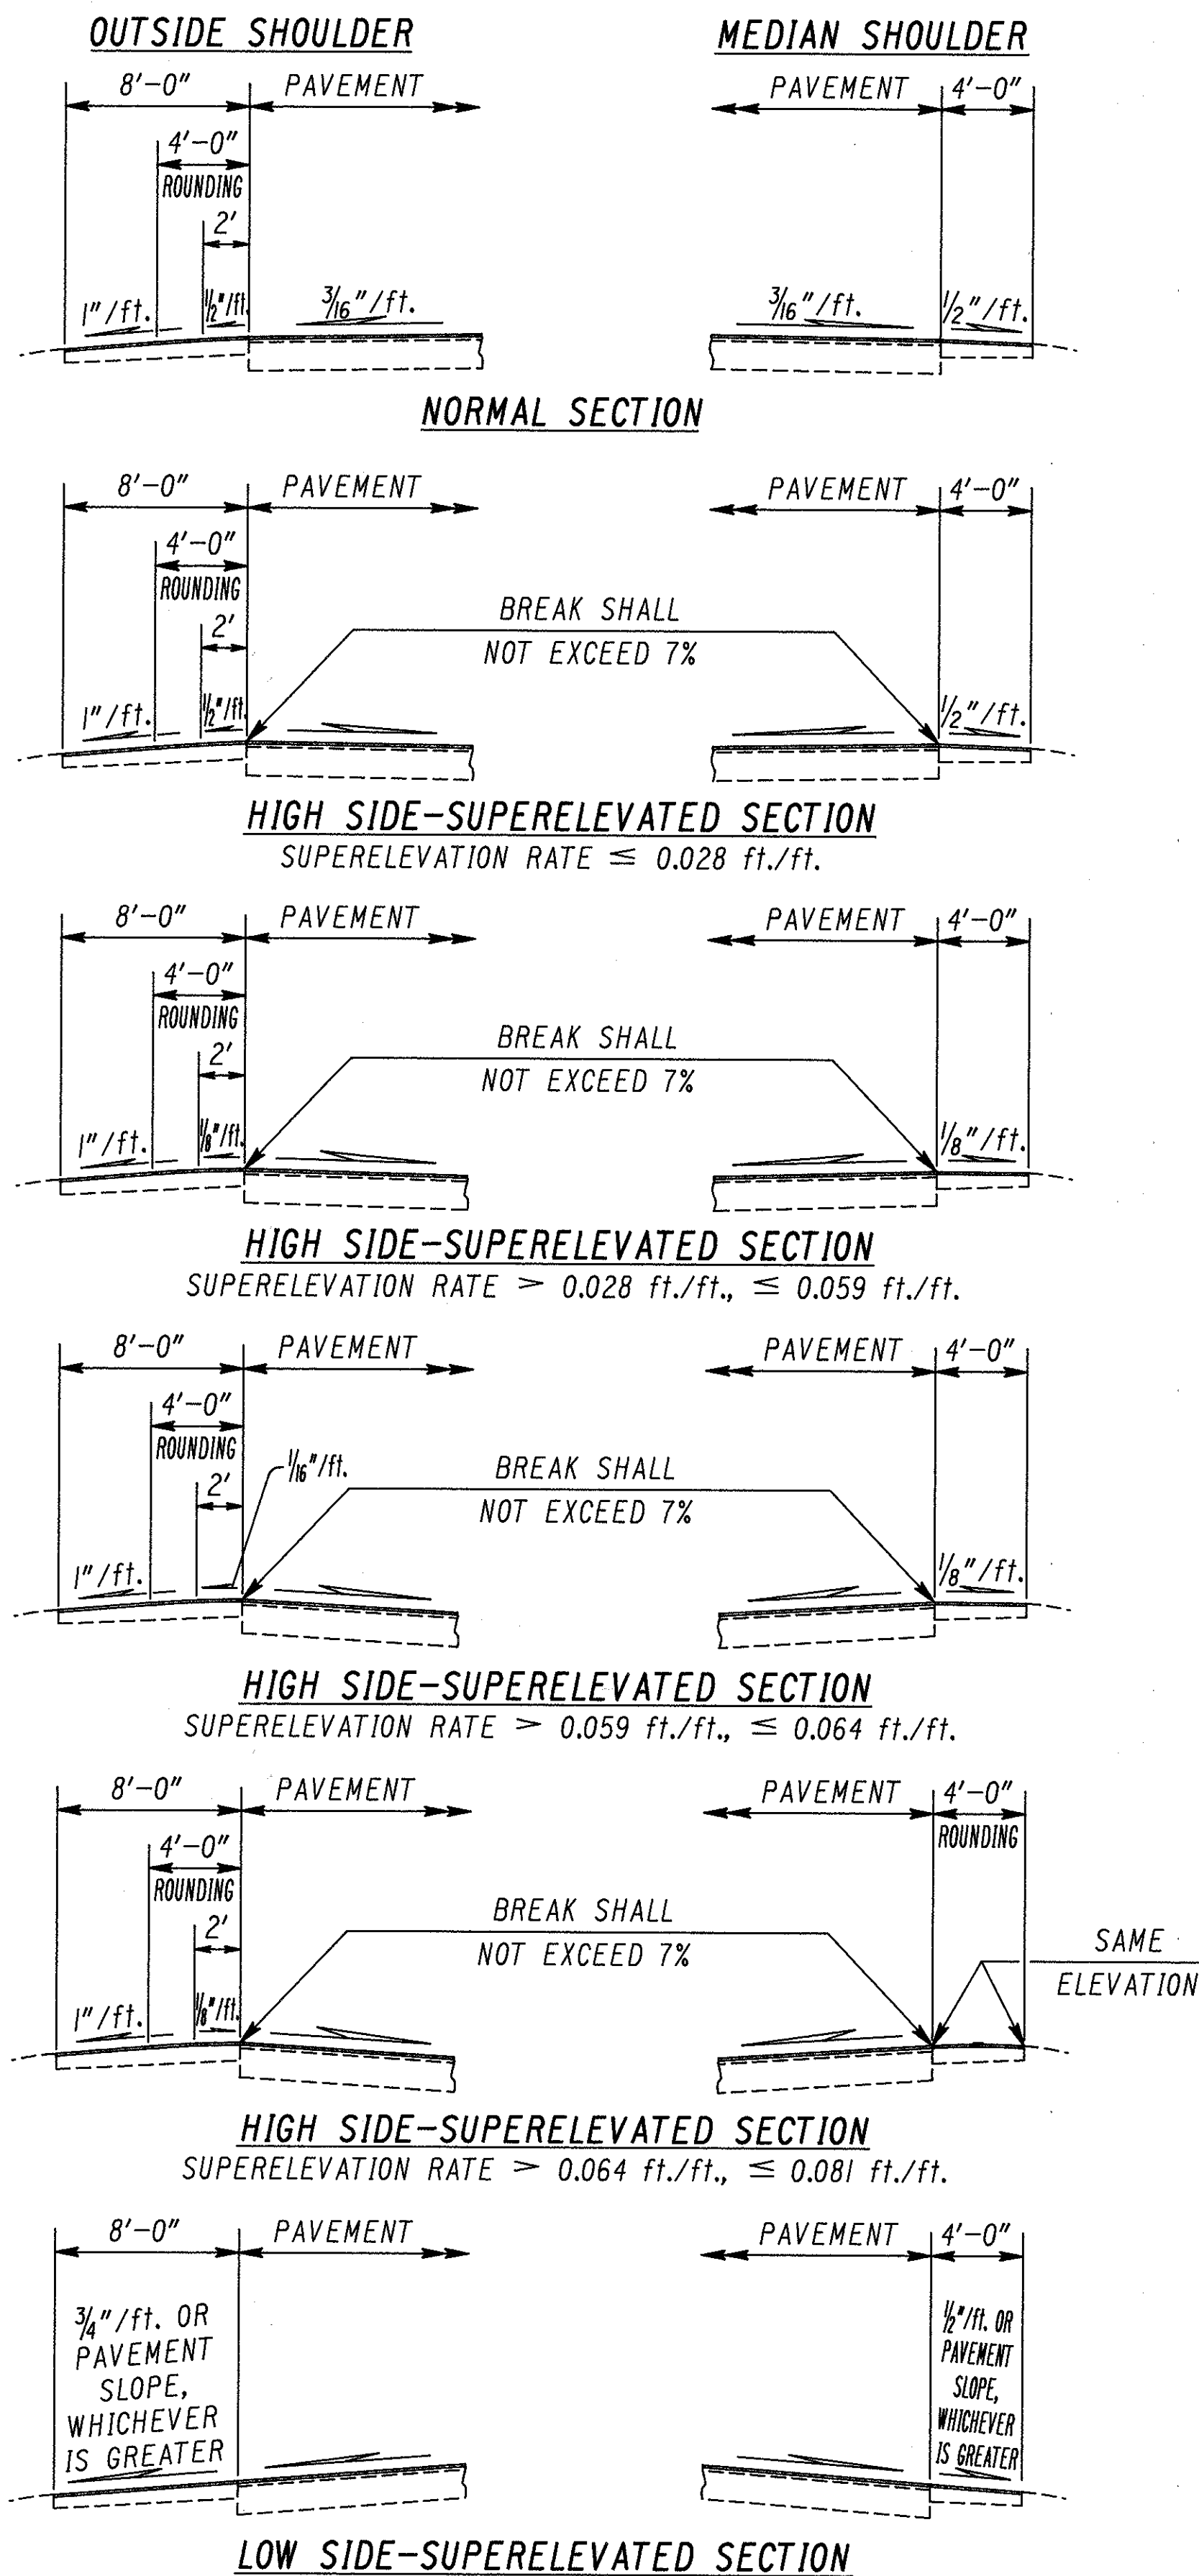 OUTSIDE SHOULDER
MEDIAN SHOULDER
8'-0" PAVEMENT
PAVEMENT 4'-0"
4'-0"
ROUNDING
2'
1"/ft. 1/2"/ft. 3/16"/ft.
3/16"/ft. 1/2"/ft.
NORMAL SECTION
8'-0" PAVEMENT
PAVEMENT 4'-0"
4'-0"
ROUNDING
2'
BREAK SHALL
NOT EXCEED 7%
1"/ft. 1/2"/ft.
1/2"/ft.
HIGH SIDE-SUPERELEVATED SECTION
SUPERELEVATION RATE ≤ 0.028 ft./ft.
8'-0" PAVEMENT
PAVEMENT 4'-0"
4'-0"
ROUNDING
2'
BREAK SHALL
NOT EXCEED 7%
1"/ft. 1/8"/ft.
1/8"/ft.
HIGH SIDE-SUPERELEVATED SECTION
SUPERELEVATION RATE > 0.028 ft./ft., ≤ 0.059 ft./ft.
8'-0" PAVEMENT
PAVEMENT 4'-0"
4'-0"
ROUNDING
2'
1/16"/ft.
BREAK SHALL
NOT EXCEED 7%
1"/ft.
1/8"/ft.
HIGH SIDE-SUPERELEVATED SECTION
SUPERELEVATION RATE > 0.059 ft./ft., ≤ 0.064 ft./ft.
8'-0" PAVEMENT
PAVEMENT 4'-0"
ROUNDING
4'-0"
ROUNDING
2'
BREAK SHALL
NOT EXCEED 7%
SAME
ELEVATION
1"/ft. 1/8"/ft.
HIGH SIDE-SUPERELEVATED SECTION
SUPERELEVATION RATE > 0.064 ft./ft., ≤ 0.081 ft./ft.
8'-0" PAVEMENT
PAVEMENT 4'-0"
3/4"/ft. OR
PAVEMENT
SLOPE,
WHICHEVER
IS GREATER
1/2"/ft. OR
PAVEMENT
SLOPE,
WHICHEVER
IS GREATER
LOW SIDE-SUPERELEVATED SECTION